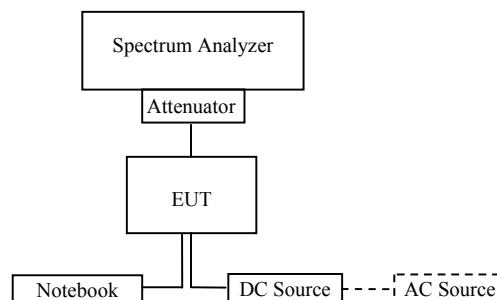 Spectrum Analyzer
Attenuator
EUT
Notebook
DC Source
AC Source